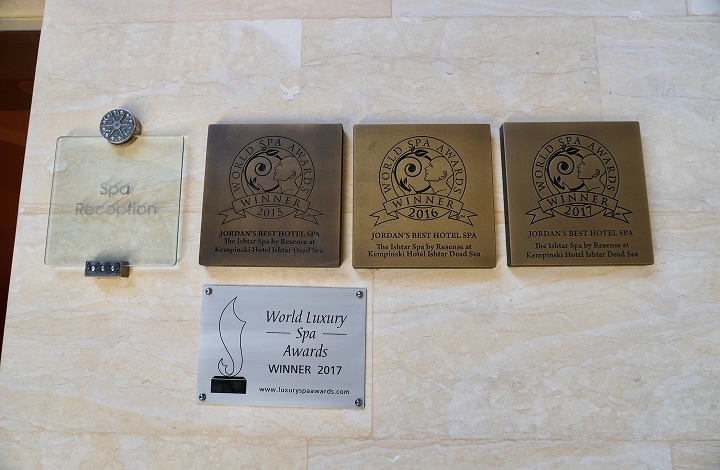 Spa
Reception
WORLD SPA AWARDS
WINNER
2015
JORDAN'S BEST HOTEL SPA
The Ishtar Spa by Resense at
Kempinski Hotel Ishtar Dead Sea
WORLD SPA AWARDS
WINNER
2016
JORDAN'S BEST HOTEL SPA
The Ishtar Spa by Resense at
Kempinski Hotel Ishtar Dead Sea
WORLD SPA AWARDS
WINNER
2017
JORDAN'S BEST HOTEL SPA
The Ishtar Spa by Resense at
Kempinski Hotel Ishtar Dead Sea
World Luxury
Spa
Awards
WINNER 2017
www.luxuryspaawards.com